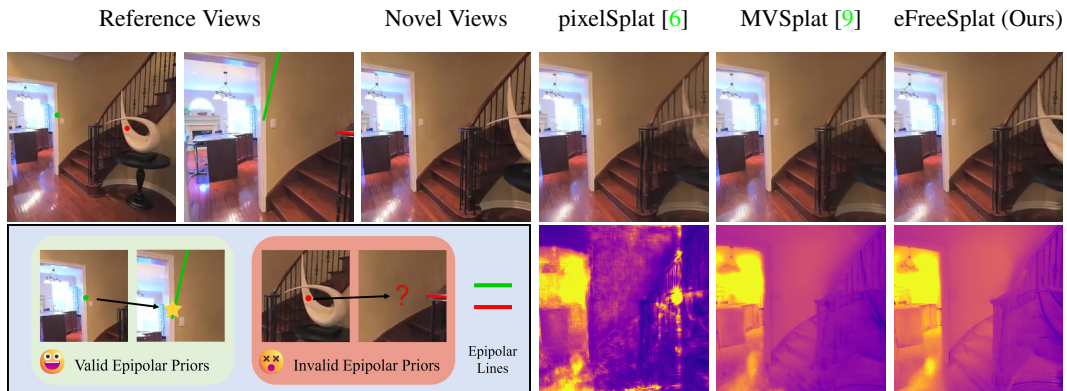 Reference Views
Novel Views
pixelSplat [6]
MVSplat [9]
eFreeSplat (Ours)
?
Valid Epipolar Priors
Invalid Epipolar Priors
Epipolar
Lines